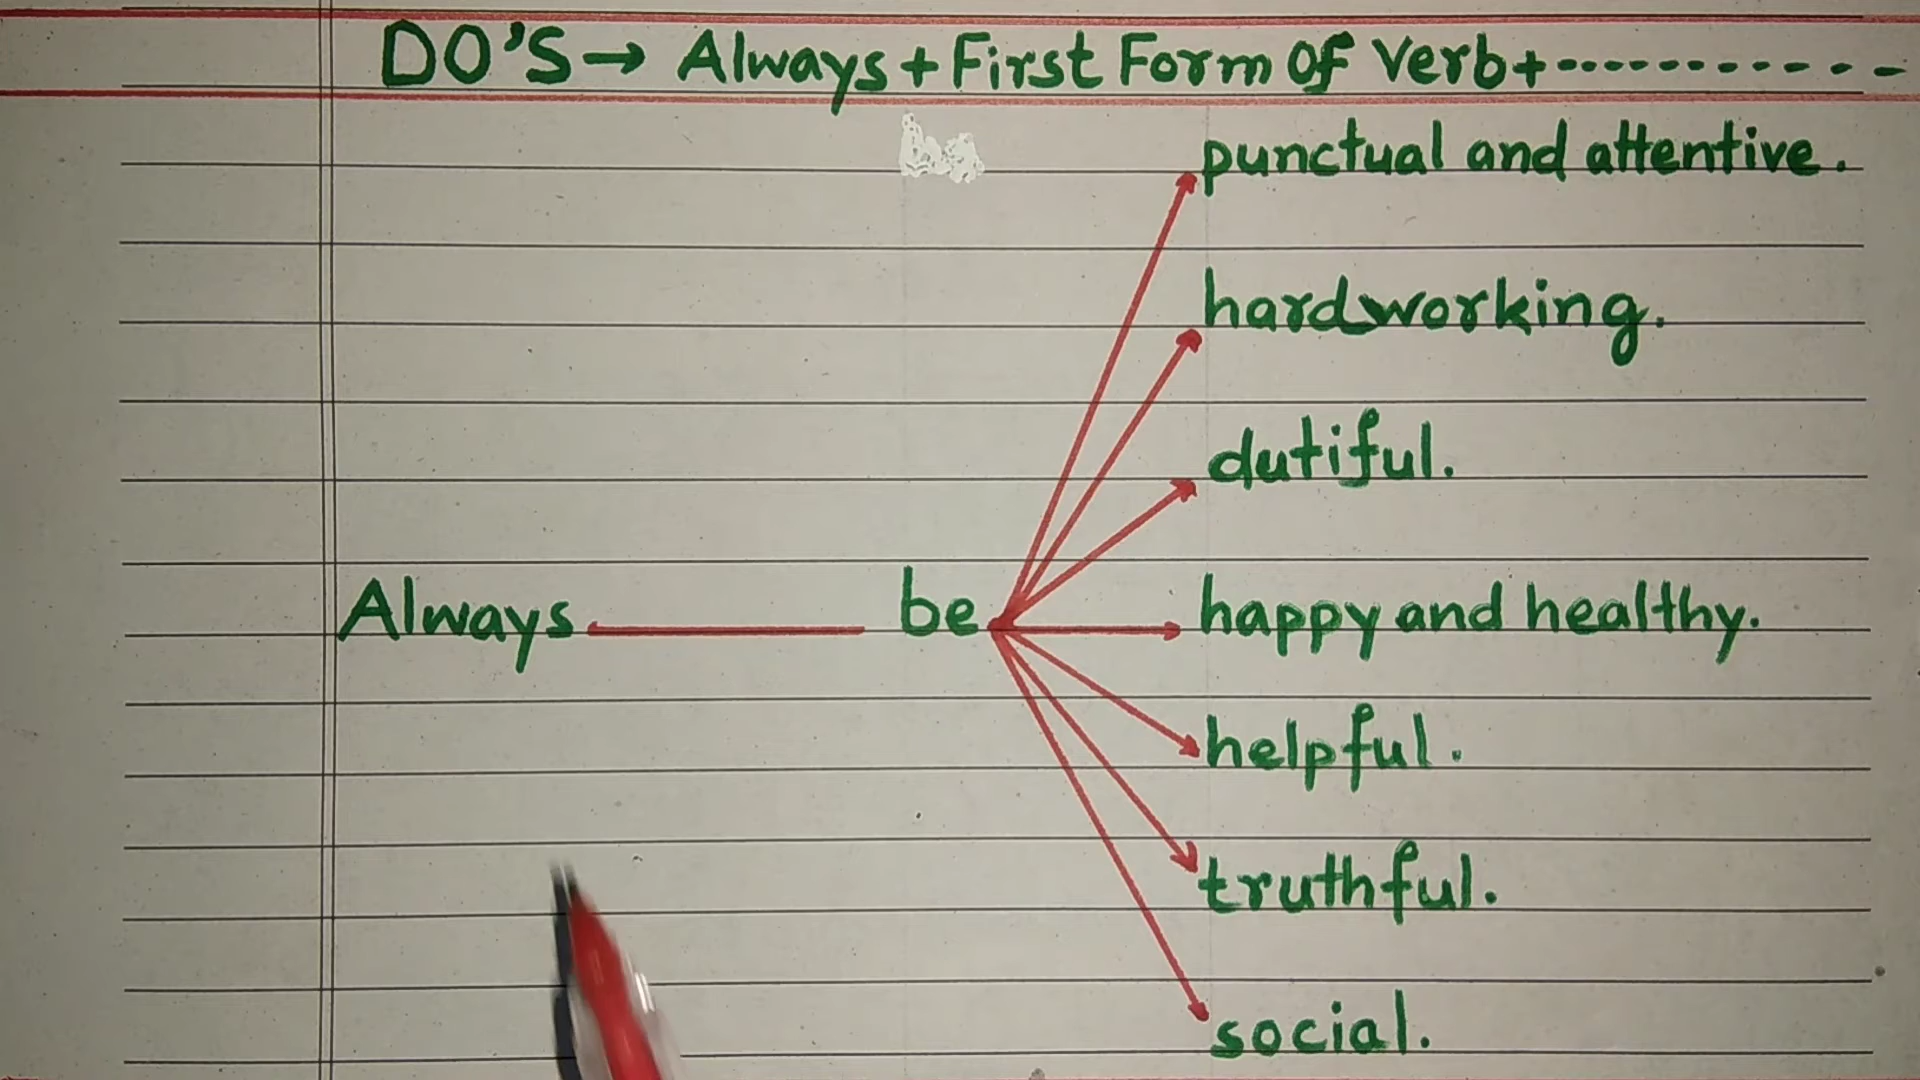 DO'S → Always + First Form Of Verb + -----------
punctual and attentive.
hardworking.
dutiful.
Always be happy and healthy.
helpful.
truthful.
social.